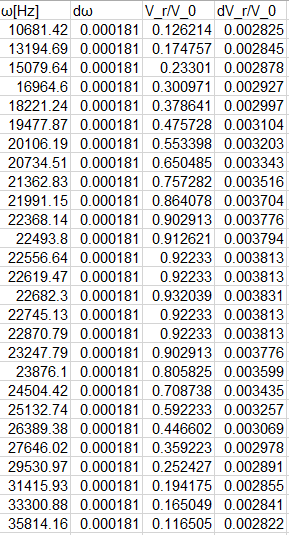 ω[Hz] dω V_r/V_0 dV_r/V_0
10681.42 0.000181 0.126214 0.002825
13194.69 0.000181 0.174757 0.002845
15079.64 0.000181 0.23301 0.002878
16964.6 0.000181 0.300971 0.002927
18221.24 0.000181 0.378641 0.002997
19477.87 0.000181 0.475728 0.003104
20106.19 0.000181 0.553398 0.003203
20734.51 0.000181 0.650485 0.003343
21362.83 0.000181 0.757282 0.003516
21991.15 0.000181 0.864078 0.003704
22368.14 0.000181 0.902913 0.003776
22493.8 0.000181 0.912621 0.003794
22556.64 0.000181 0.92233 0.003813
22619.47 0.000181 0.92233 0.003813
22682.3 0.000181 0.932039 0.003831
22745.13 0.000181 0.92233 0.003813
22870.79 0.000181 0.92233 0.003813
23247.79 0.000181 0.902913 0.003776
23876.1 0.000181 0.805825 0.003599
24504.42 0.000181 0.708738 0.003435
25132.74 0.000181 0.592233 0.003257
26389.38 0.000181 0.446602 0.003069
27646.02 0.000181 0.359223 0.002978
29530.97 0.000181 0.252427 0.002891
31415.93 0.000181 0.194175 0.002855
33300.88 0.000181 0.165049 0.002841
35814.16 0.000181 0.116505 0.002822